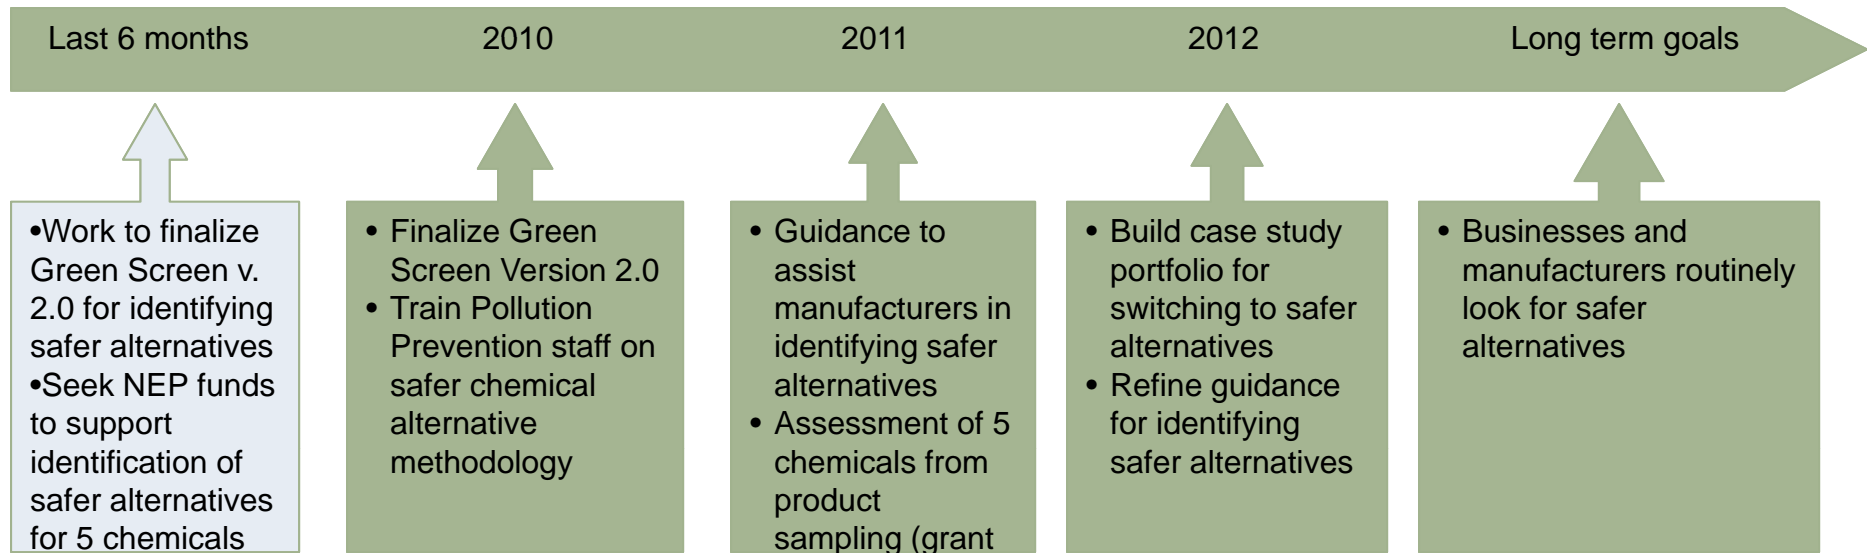 Last 6 months
2010
2011
2012
Long term goals
•Work to finalize
Green Screen v.
2.0 for identifying
safer alternatives
•Seek NEP funds
to support
identification of
safer alternatives
for 5 chemicals
• Finalize Green
Screen Version 2.0
• Train Pollution
Prevention staff on
safer chemical
alternative
methodology
• Guidance to
assist
manufacturers in
identifying safer
alternatives
• Assessment of 5
chemicals from
product
sampling (grant
• Build case study
portfolio for
switching to safer
alternatives
• Refine guidance
for identifying
safer alternatives
• Businesses and
manufacturers routinely
look for safer
alternatives